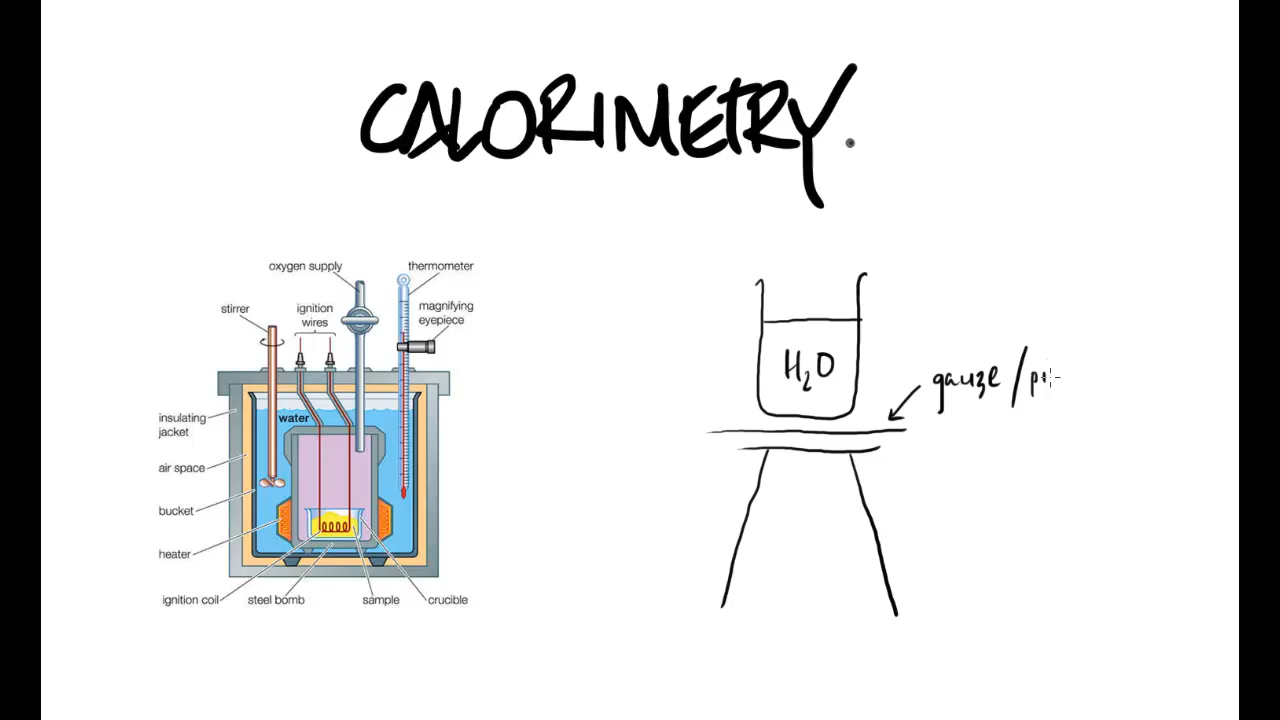 CALORIMETRY.
oxygen supply
thermometer
stirrer
ignition
wires
magnifying
eyepiece
insulating
jacket
water
air space
bucket
heater
ignition coil
steel bomb
sample
crucible
H₂O
gauze /